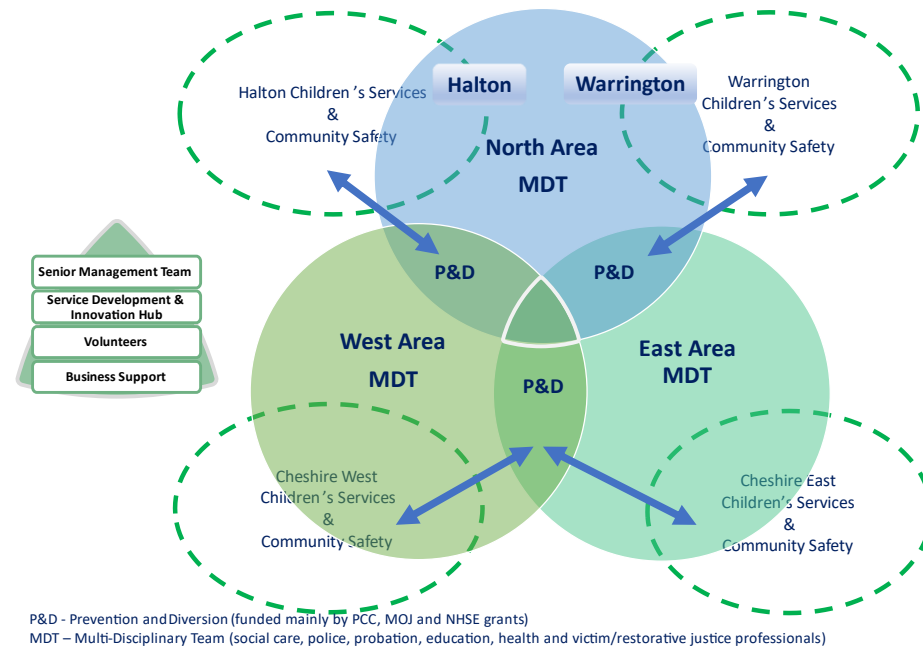 Halton Children's Services
&
Community Safety
Halton
Warrington
Warrington
Children's Services
&
Community Safety
North Area
MDT
P&D
P&D
Senior Management Team
Service Development &
Innovation Hub
Volunteers
Business Support
West Area
MDT
East Area
MDT
P&D
Cheshire West
Children's Services
&
Community Safety
Cheshire East
Children's Services
&
Community Safety
P&D - Prevention and Diversion (funded mainly by PCC, MOJ and NHSE grants)
MDT – Multi-Disciplinary Team (social care, police, probation, education, health and victim/restorative justice professionals)